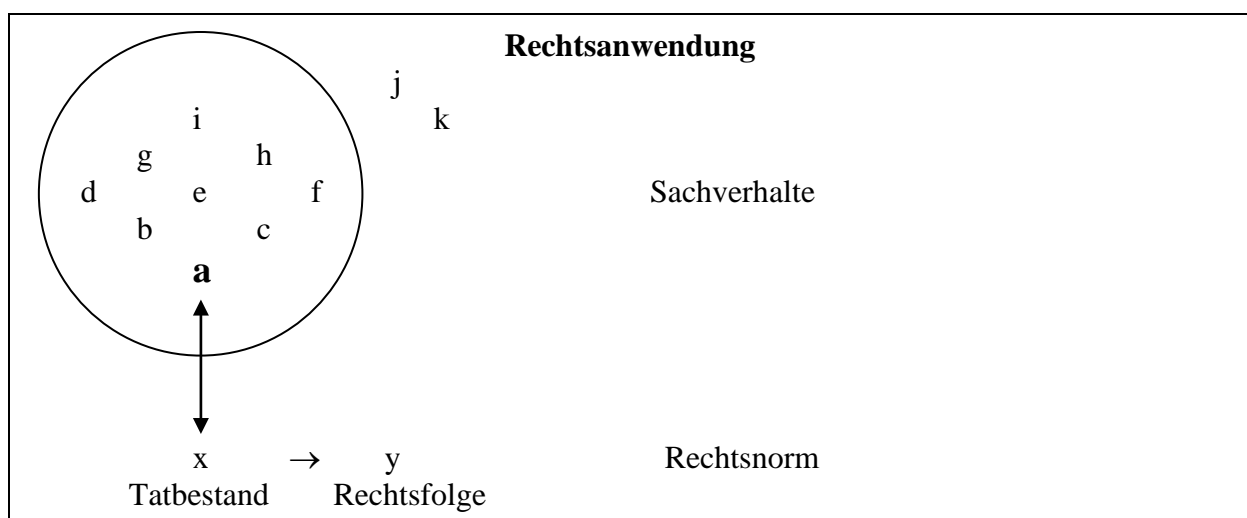 Rechtsanwendung
j
i k
g h
d e f Sachverhalte
b c
a
x → y Rechtsnorm
Tatbestand Rechtsfolge